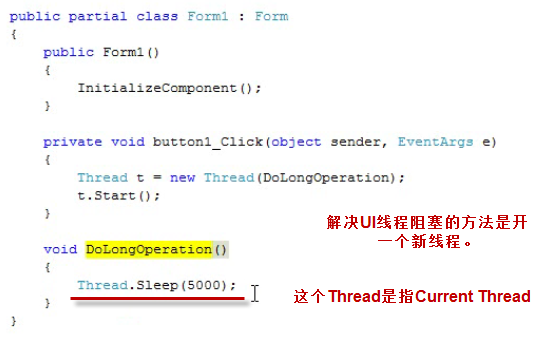 public partial class Form1 : Form
{
public Form1()
{
InitializeComponent();
}
private void button1_Click(object sender, EventArgs e)
{
Thread t = new Thread(DoLongOperation);
t.Start();
}
解决UI线程阻塞的方法是开
一个新线程。
void DoLongOperation()
{
Thread.Sleep(5000);
这个Thread是指Current Thread
}
}